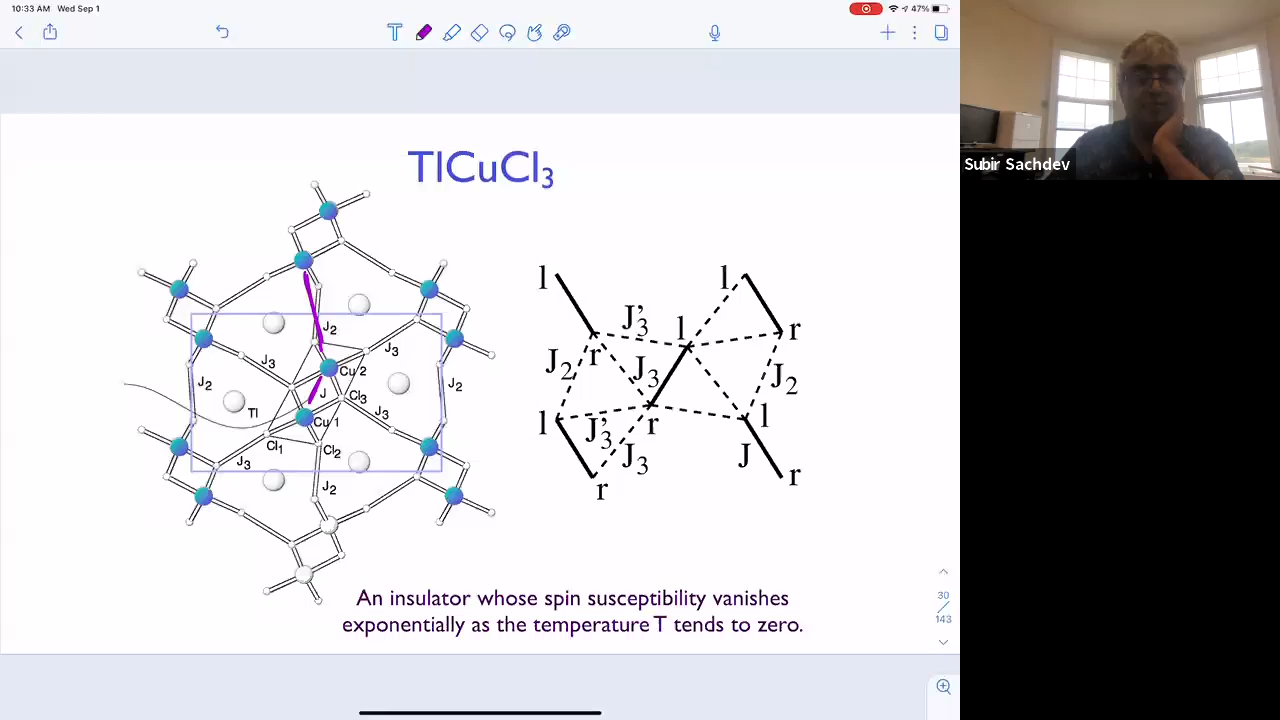 10:33 AM Wed Sep 1
47%
T
TlCuCl3
Subir Sachdev
J2
J3
J3
Cu 2
J2
J2
J
Cl3
Tl
J3
Cu 1
Cl1
Cl2
J3
J2
l
l
J3'
l
r
r
J2
J3
J2
l
l
J3'
r
J3
J
r
r
An insulator whose spin susceptibility vanishes
exponentially as the temperature T tends to zero.
30
143